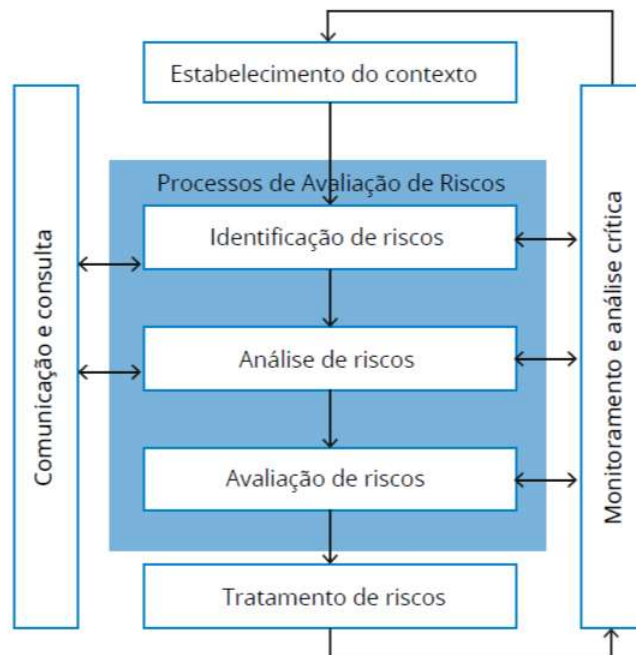 Estabelecimento do contexto
Processos de Avaliação de Riscos
Identificação de riscos
Análise de riscos
Avaliação de riscos
Tratamento de riscos
Comunicação e consulta
Monitoramento e análise crítica